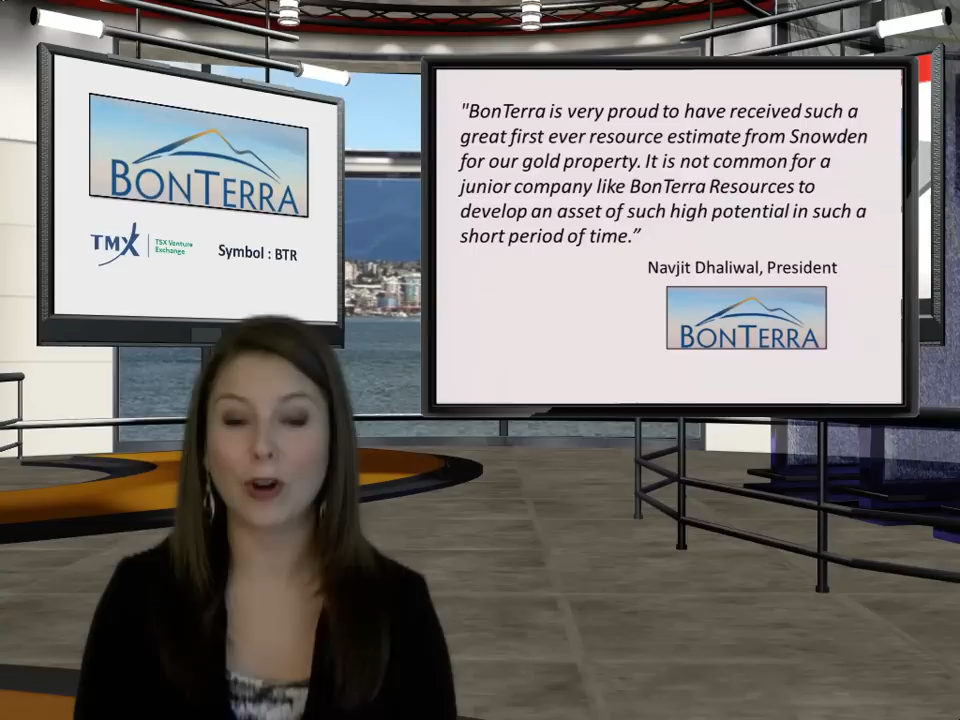 BONTERRA
TMX TSX Venture
Exchange
Symbol : BTR
"BonTerra is very proud to have received such a
great first ever resource estimate from Snowden
for our gold property. It is not common for a
junior company like BonTerra Resources to
develop an asset of such high potential in such a
short period of time.”
Navjit Dhaliwal, President
BONTERRA